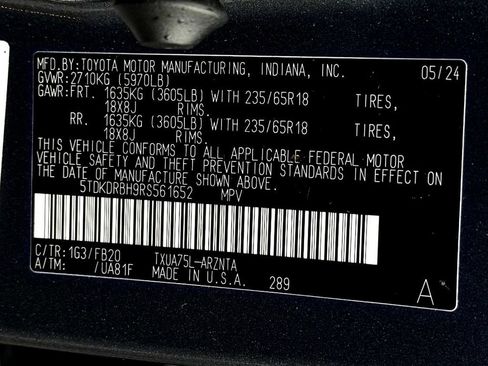 MFD.BY:TOYOTA MOTOR MANUFACTURING, INDIANA, INC. 05/24
GVWR:2710KG (5970LB)
GAWR:FRT. 1635KG (3605LB) WITH 235/65R18 TIRES,
18X8J RIMS.
RR. 1635KG (3605LB) WITH 235/65R18 TIRES,
18X8J RIMS.
THIS VEHICLE CONFORMS TO ALL APPLICABLE FEDERAL MOTOR
VEHICLE SAFETY AND THEFT PREVENTION STANDARDS IN EFFECT ON
THE DATE OF MANUFACTURE SHOWN ABOVE.
5TDKDRBH9RS561652 MPV
C/TR:1G3/FB20 TXUA75L-ARZNTA
A/TM: /UA81F MADE IN U.S.A. 289
A